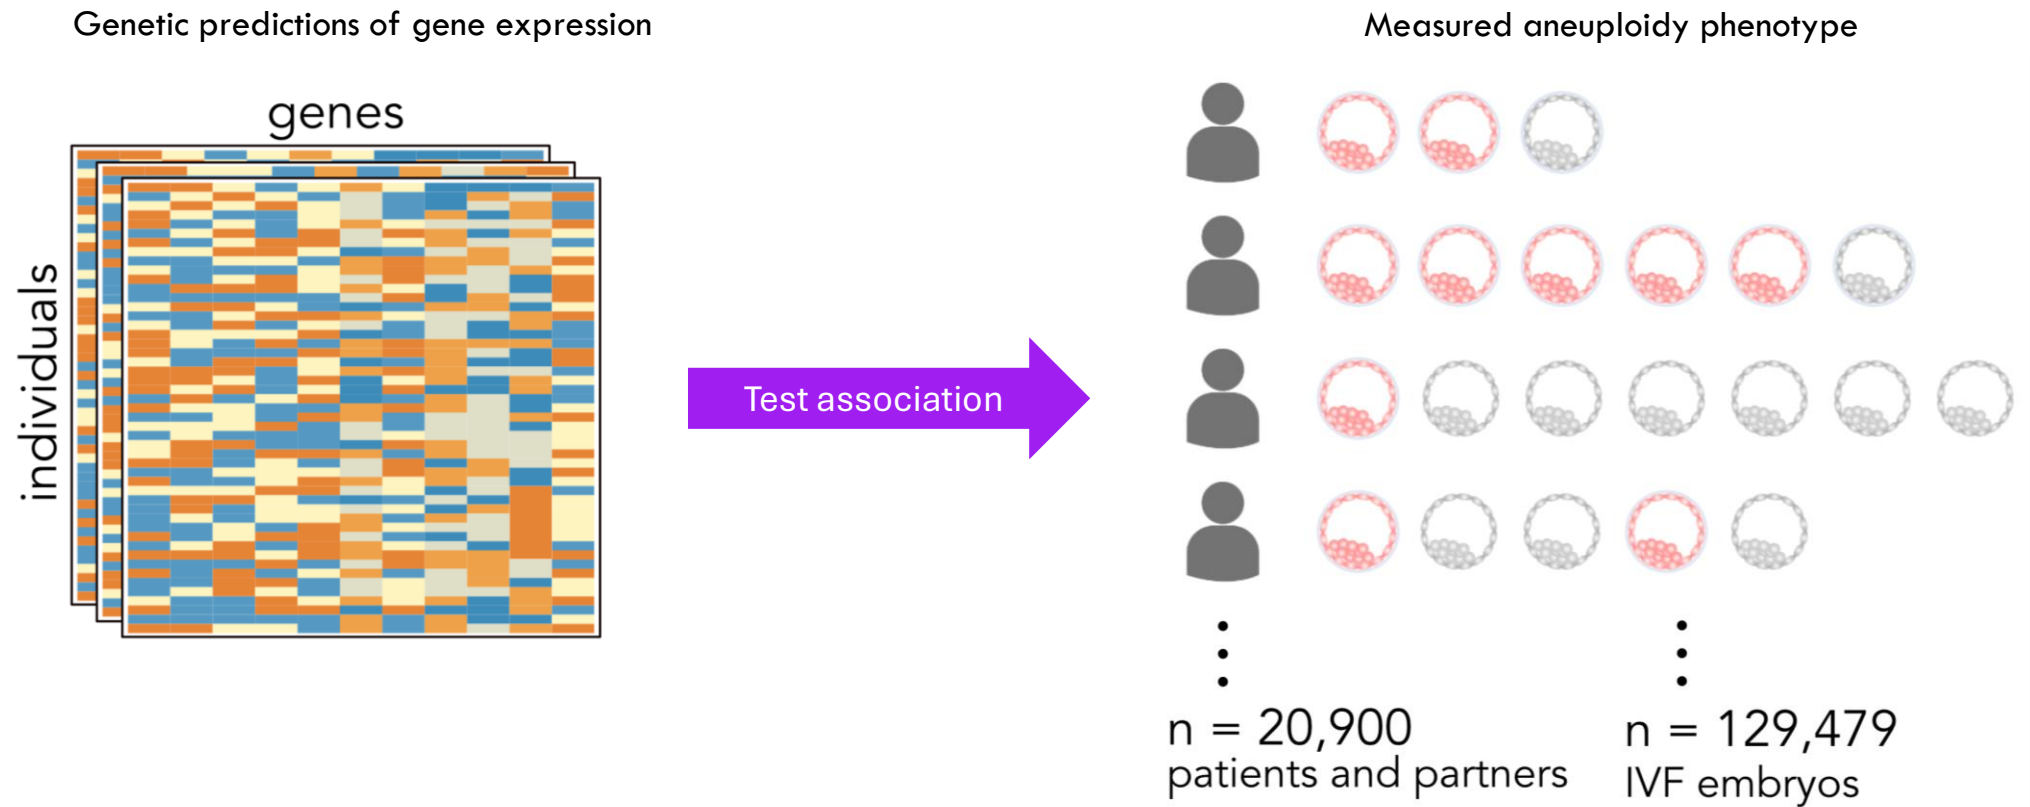 Genetic predictions of gene expression
Measured aneuploidy phenotype
genes
individuals
Test association
n = 20,900
patients and partners
n = 129,479
IVF embryos